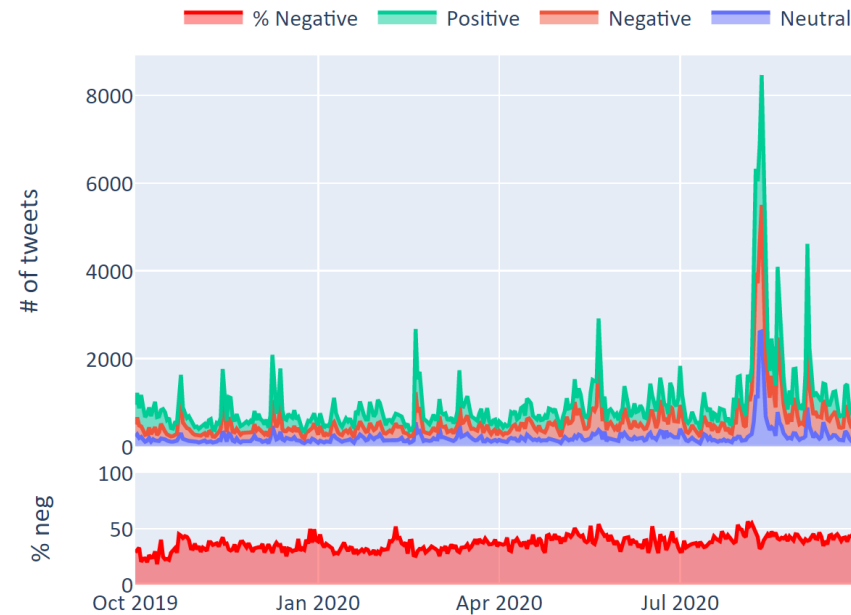 % Negative Positive Negative Neutral
8000
6000
4000
2000
0
# of tweets
100
50
0
% neg
Oct 2019 Jan 2020 Apr 2020 Jul 2020